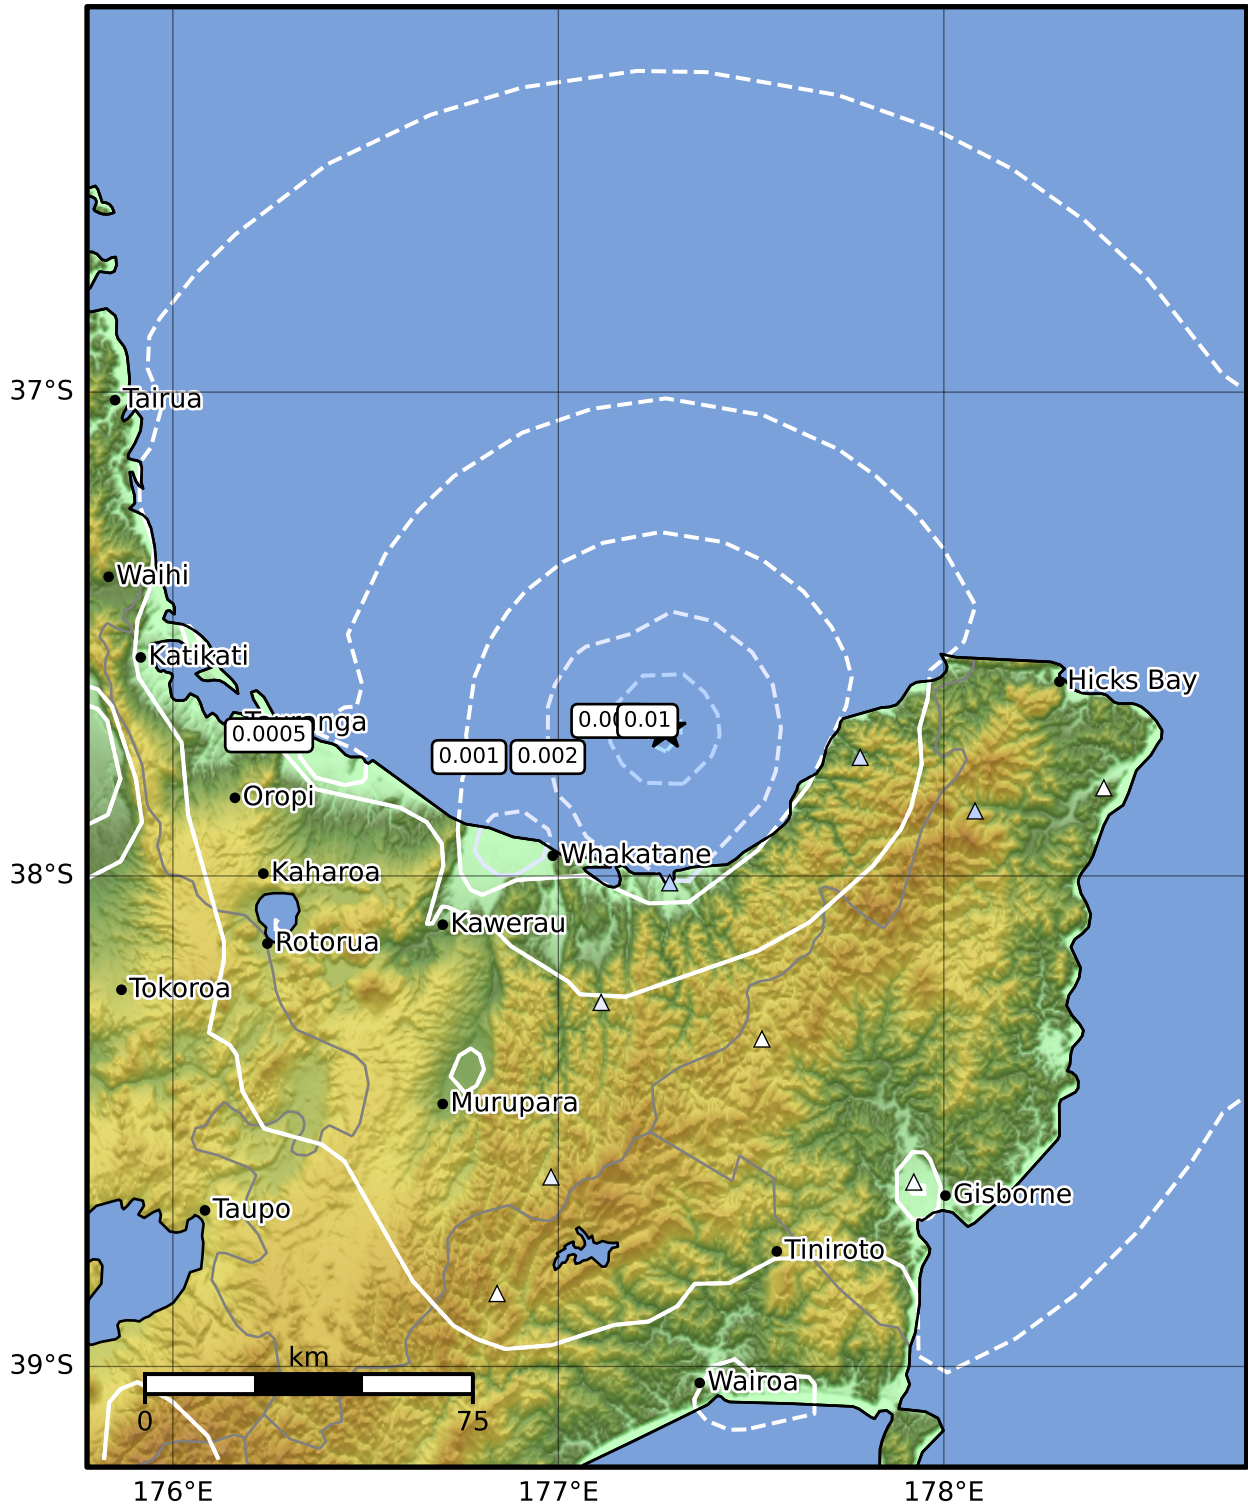 37°S
Tairua
Waihi
Katikati
Hicks Bay
Tauranga
0.0005
0.01
0.001
0.002
Oropi
Whakatane
38°S
Kaharoa
Kawerau
Rotorua
Tokoroa
Murupara
Gisborne
Taupo
Tiniroto
39°S
km
Wairoa
0
75
176°E
177°E
178°E